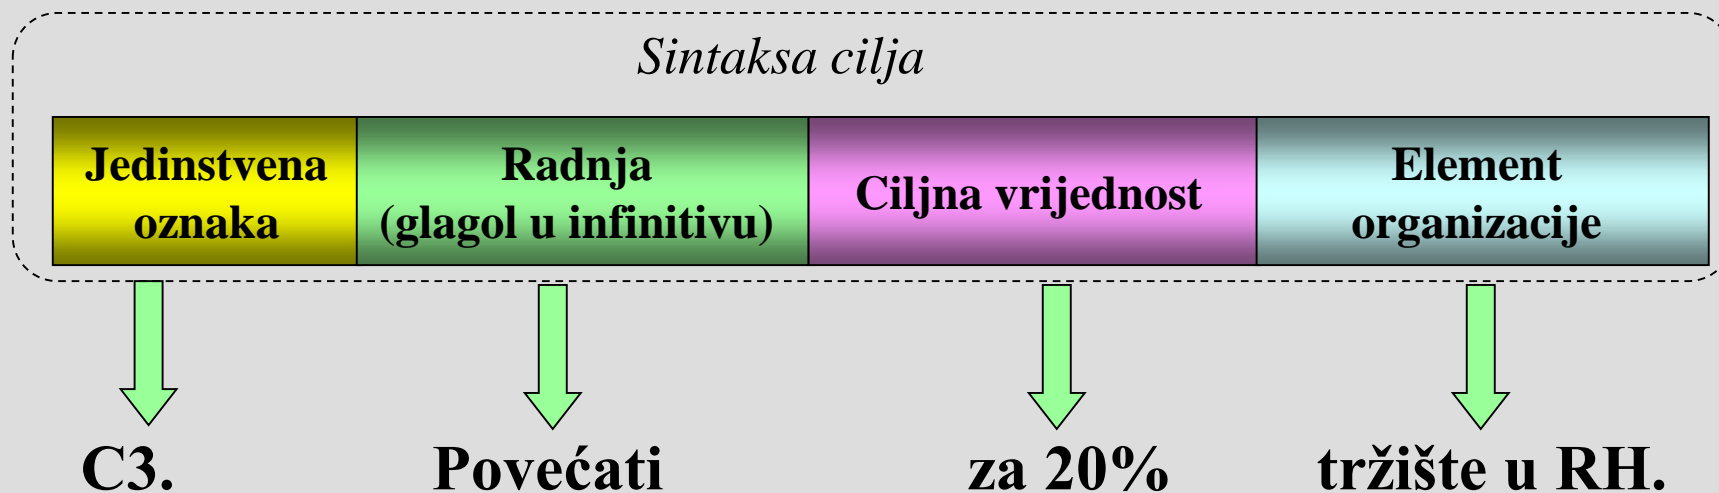 Sintaksa cilja
Jedinstvena
oznaka
Radnja
(glagol u infinitivu)
Ciljna vrijednost
Element
organizacije
C3.
Povećati
za 20%
tržište u RH.